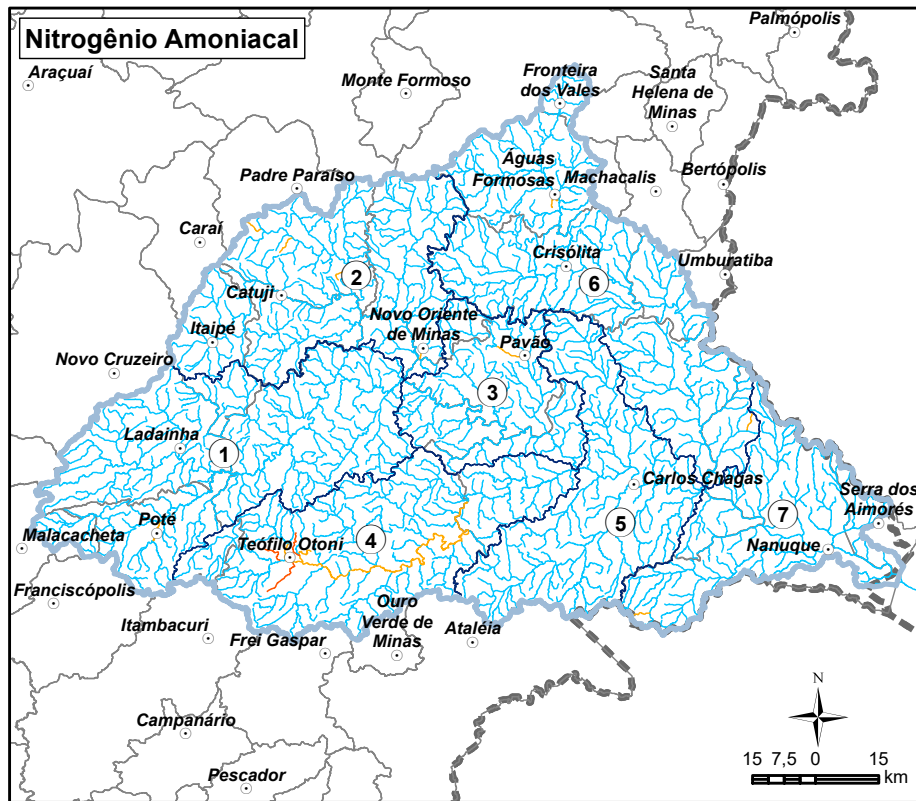 Nitrogênio Amoniacal
Palmópolis
Araçuaí
Monte Formoso
Fronteira
dos Vales
Santa
Helena de
Minas
Águas
Formosas
Machacalis
Bertópolis
Padre Paraíso
Caraí
Crisólita
Umburatiba
2
6
Catuji
Itaipé
Novo Oriente
de Minas
Pavão
Novo Cruzeiro
3
Ladainha
1
Carlos Chagas
Serra dos
Aimorés
Poté
Malacacheta
Teófilo Otoni
4
5
7
Nanuque
Franciscópolis
Itambacuri
Frei Gaspar
Ouro
Verde de
Minas
Ataléia
Campanário
Pescador
N
15 7,5 0 15
km